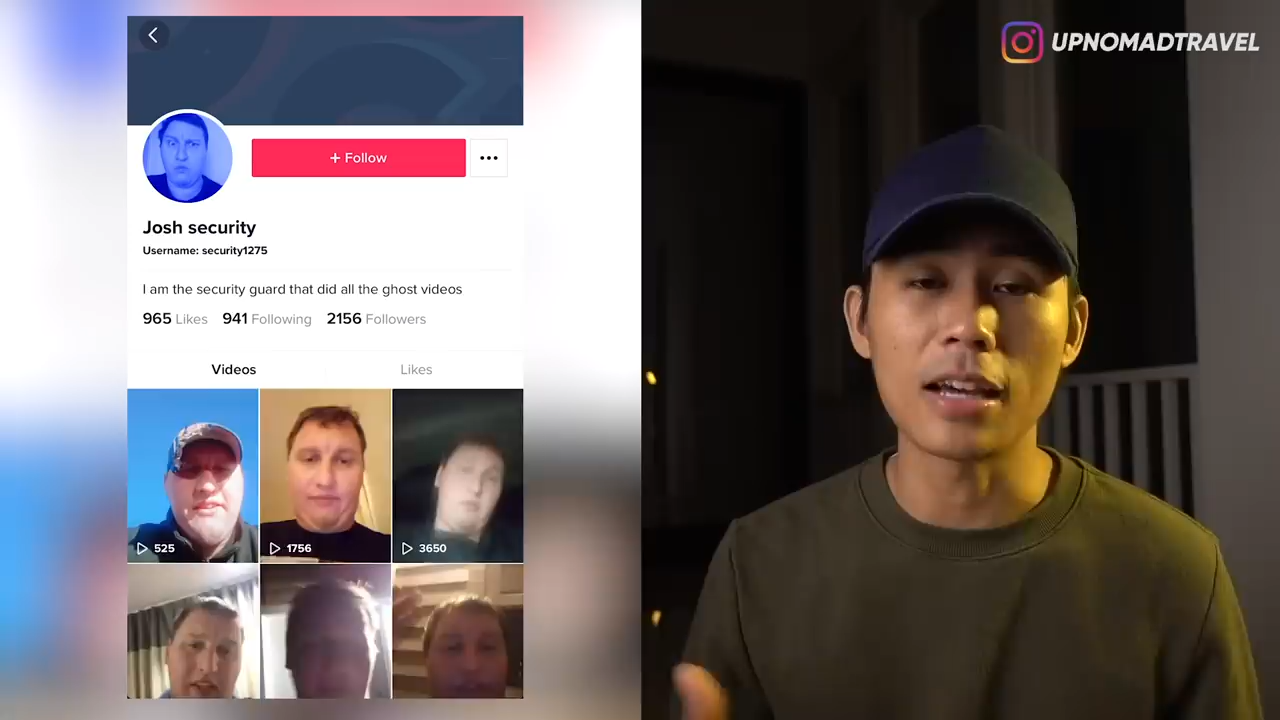 UPNOMADTRAVEL
+ Follow
Josh security
Username: security1275
I am the security guard that did all the ghost videos
965 Likes 941 Following 2156 Followers
Videos Likes
525 1756 3650